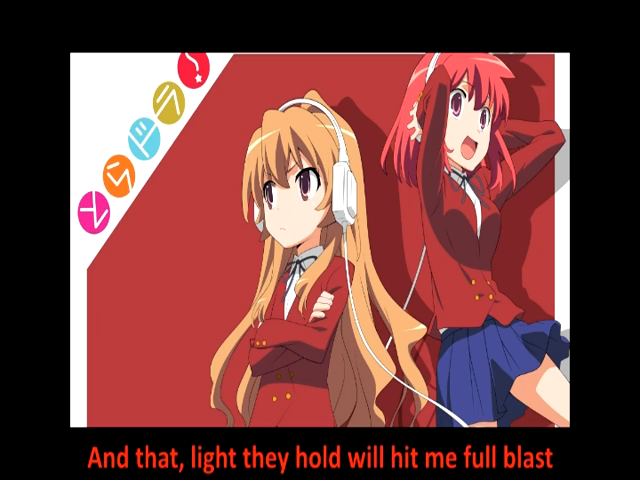 とらドラ!
And that, light they hold will hit me full blast